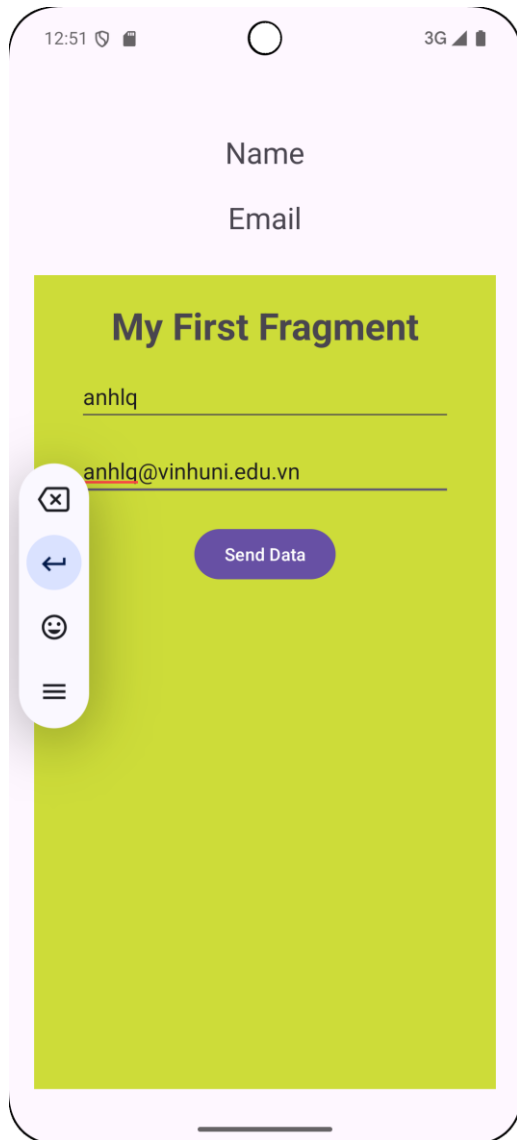 12:51
3G
Name
Email
My First Fragment
anhlq
anhlq@vinhuni.edu.vn
Send Data